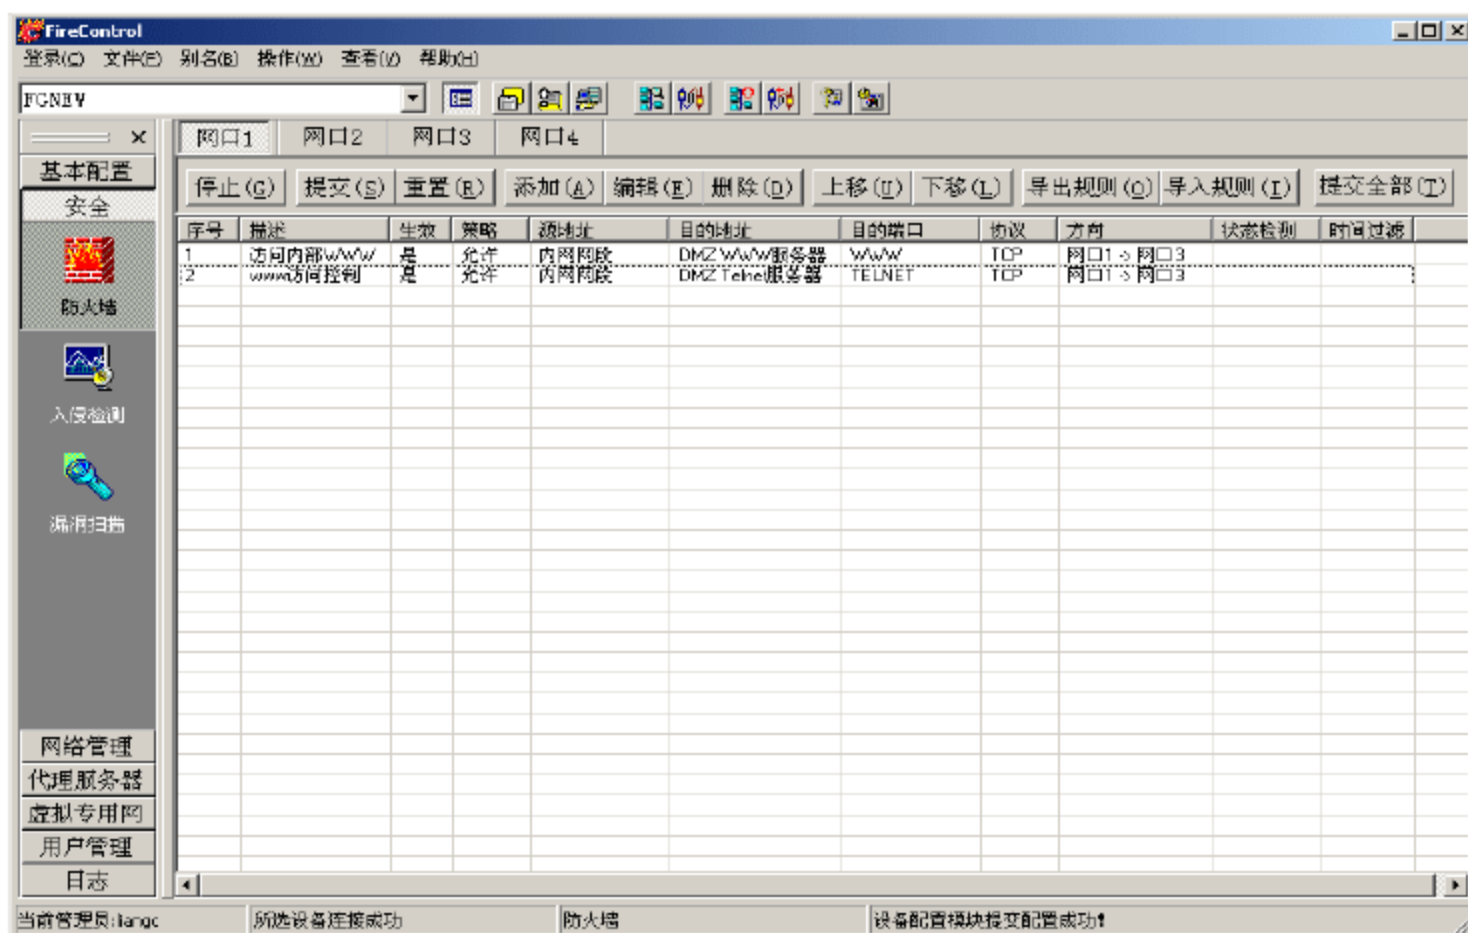 FireControl
登录(C) 文件(F) 别名(B) 操作(W) 查看(V) 帮助(H)
FGNEW
网口1 网口2 网口3 网口4
基本配置
停止(G) 提交(S) 重置(R) 添加(A) 编辑(E) 删除(D) 上移(U) 下移(L) 导出规则(O) 导入规则(I) 提交全部(T)
安全
序号 描述 生效 策略 源地址 目的地址 目的端口 协议 方向 状态检测 时间过滤
1 访问内部WWW 是 允许 内网网段 DMZ WWW服务器 WWW TCP 网口1 -> 网口3
2 www访问控制 是 允许 内网网段 DMZ Telnet服务器 TELNET TCP 网口1 -> 网口3
防火墙
入侵检测
漏洞扫描
网络管理
代理服务器
虚拟专用网
用户管理
日志
当前管理员:liangc 所选设备连接成功 防火墙 设备配置模块提交配置成功!